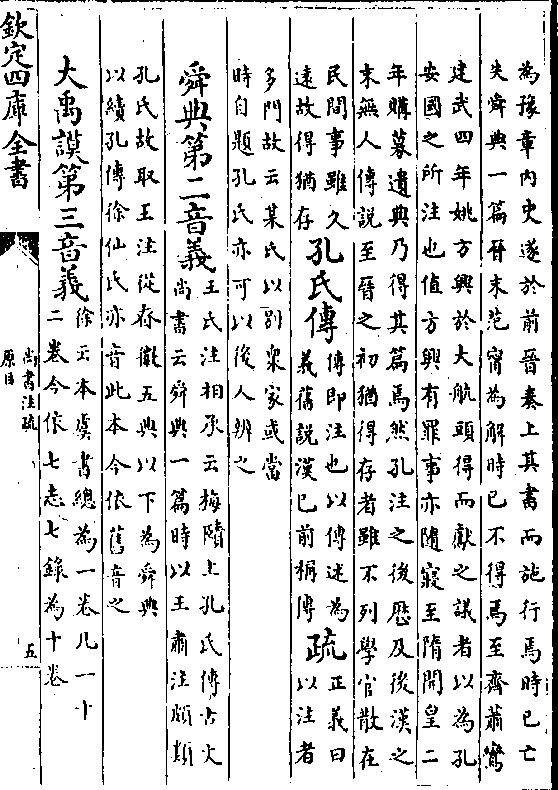 為豫章内史遂於前晉奏上其書而施行焉時已亡
失舜典一篇晉末范甯為解時已不得焉至齊蕭鸞
建武四年姚方興於大航頭得而獻之議者以為孔
安國之所注也值方興有罪事亦隨寢至隋開皇二
年購募遺典乃得其篇焉然孔注之後歷及後漢之
末無人傳說至晉之初猶得存者雖不列學官散在
民間事雖久
遠故得猶存
孔氏傳
傳即注也以傳述為
義舊說漢已前稱傳
疏
正義曰
以注者
多門故云某氏以别衆家或當
時自題孔氏亦可以後人辨之
舜典第二音義
王氏注相承云梅賾上孔氏傳古文
尚書云舜典一篇時以王肅注頗類
孔氏故取王注從春徽五典以下為舜典
以續孔傳徐仙氏亦音此本今依舊音之
大禹謨第三音義
徐云本虞書總為一卷凡一十
二卷今依七志七錄為十卷
欽定四庫全書
尚書注疏
原目
五